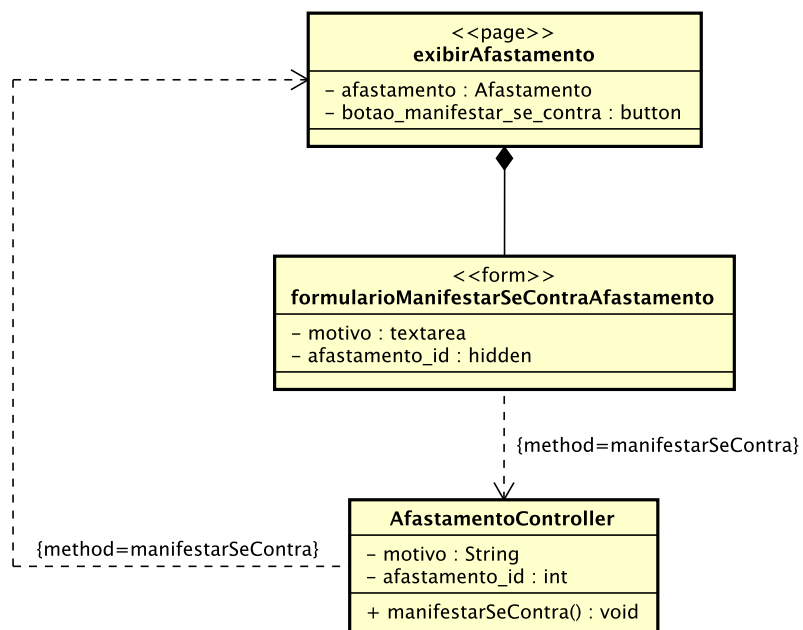 <<page>>
exibirAfastamento
– afastamento : Afastamento
– botao_manifestar_se_contra : button
<<form>>
formularioManifestarSeContraAfastamento
– motivo : textarea
– afastamento_id : hidden
{method=manifestarSeContra}
AfastamentoController
{method=manifestarSeContra}
– motivo : String
– afastamento_id : int
+ manifestarSeContra() : void